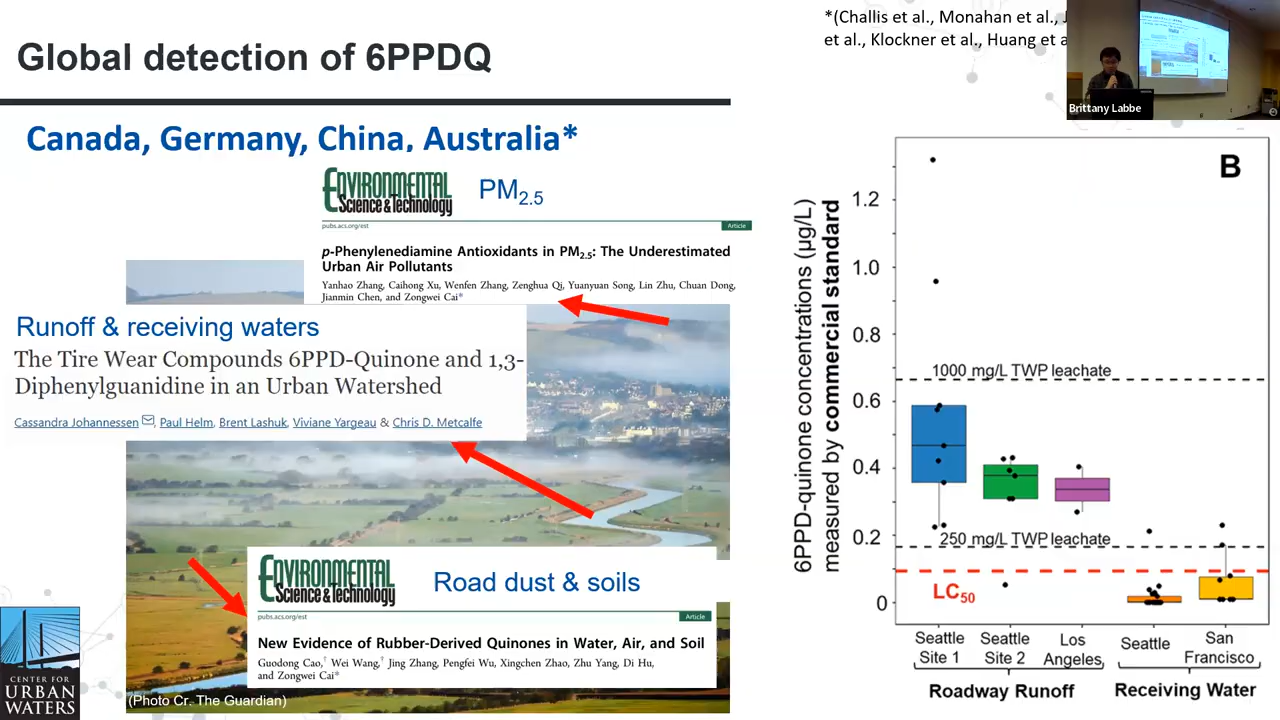 Global detection of 6PPDQ
*(Challis et al., Monahan et al.,
et al., Klockner et al., Huang et
Brittany Labbe
Canada, Germany, China, Australia*
ENVIRONMENTAL
Science & Technology
PM2.5
pubs.acs.org/est
Article
p-Phenylenediamine Antioxidants in PM2.5: The Underestimated
Urban Air Pollutants
Yanhao Zhang, Caihong Xu, Wenfen Zhang, Zenghua Qi, Yuanyuan Song, Lin Zhu, Chuan Dong,
Jianmin Chen, and Zongwei Cai*
Runoff & receiving waters
The Tire Wear Compounds 6PPD-Quinone and 1,3-
Diphenylguanidine in an Urban Watershed
Cassandra Johannessen, Paul Helm, Brent Lashuk, Viviane Yargeau & Chris D. Metcalfe
ENVIRONMENTAL
Science & Technology
Road dust & soils
pubs.acs.org/est
Article
New Evidence of Rubber-Derived Quinones in Water, Air, and Soil
Guodong Cao,† Wei Wang,† Jing Zhang, Pengfei Wu, Xingchen Zhao, Zhu Yang, Di Hu,
and Zongwei Cai*
(Photo Cr. The Guardian)
CENTER FOR
URBAN
WATERS
B
6PPD-quinone concentrations (µg/L)
measured by commercial standard
1.2
1.0
0.8
0.6
0.4
0.2
0
1000 mg/L TWP leachate
250 mg/L TWP leachate
LC50
Seattle
Site 1
Seattle
Site 2
Los
Angeles
Seattle
San
Francisco
Roadway Runoff
Receiving Water